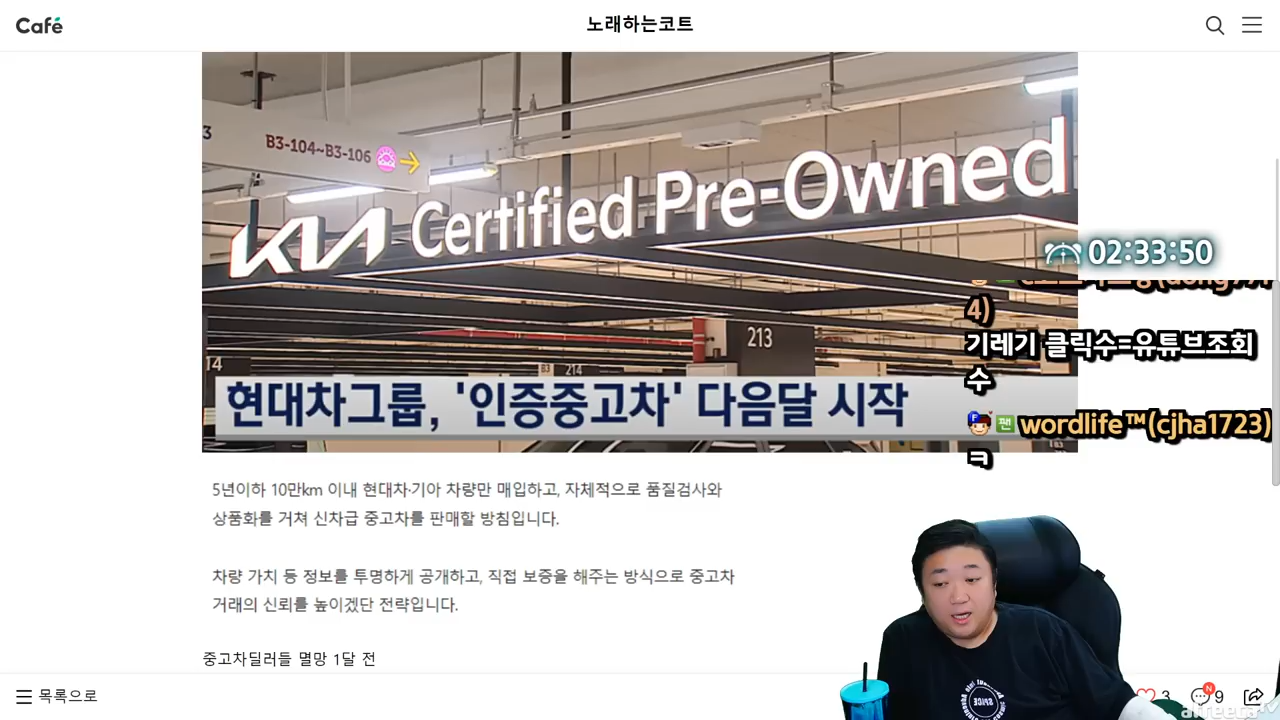 Café
노래하는코트
3
B3-104~B3-106
KIA Certified Pre-Owned
213
B3
214
14
현대차그룹, '인증중고차' 다음달 시작
02:33:50
4)
기레기 클릭수=유튜브조회
수
팬 wordlife™(cjha1723)
ㅋ
5년이하 10만km 이내 현대차·기아 차량만 매입하고, 자체적으로 품질검사와
상품화를 거쳐 신차급 중고차를 판매할 방침입니다.
차량 가치 등 정보를 투명하게 공개하고, 직접 보증을 해주는 방식으로 중고차
거래의 신뢰를 높이겠단 전략입니다.
중고차딜러들 멸망 1달 전
목록으로
3
N
9
afreecaTV